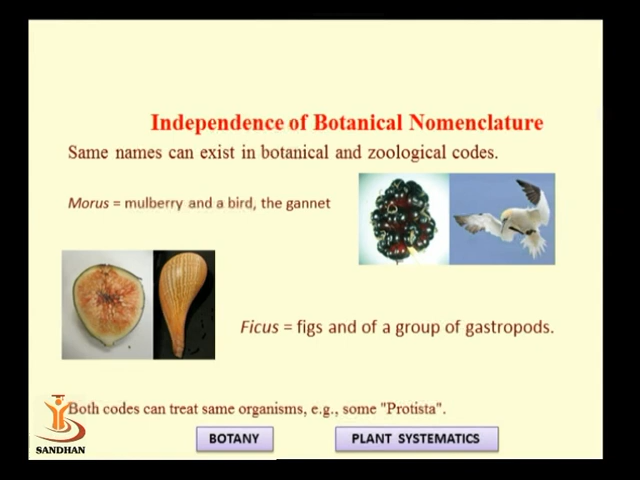 Independence of Botanical Nomenclature
Same names can exist in botanical and zoological codes.
Morus = mulberry and a bird, the gannet
Ficus = figs and of a group of gastropods.
Both codes can treat same organisms, e.g., some "Protista".
SANDHAN
BOTANY
PLANT SYSTEMATICS